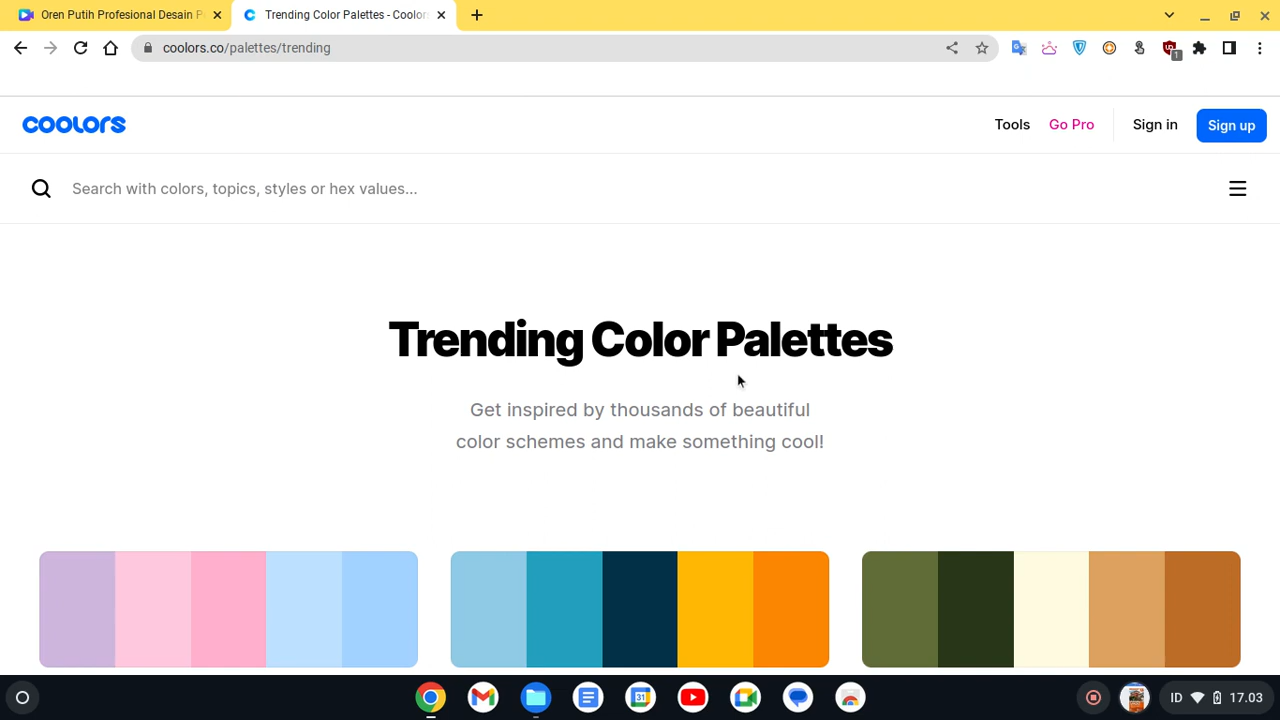 Oren Putih Profesional Desain P
Trending Color Palettes - Coolor
coolors.co/palettes/trending
1
coolors
Tools
Go Pro
Sign in
Sign up
Search with colors, topics, styles or hex values...
Trending Color Palettes
Get inspired by thousands of beautiful
color schemes and make something cool!
31
ID
17.03